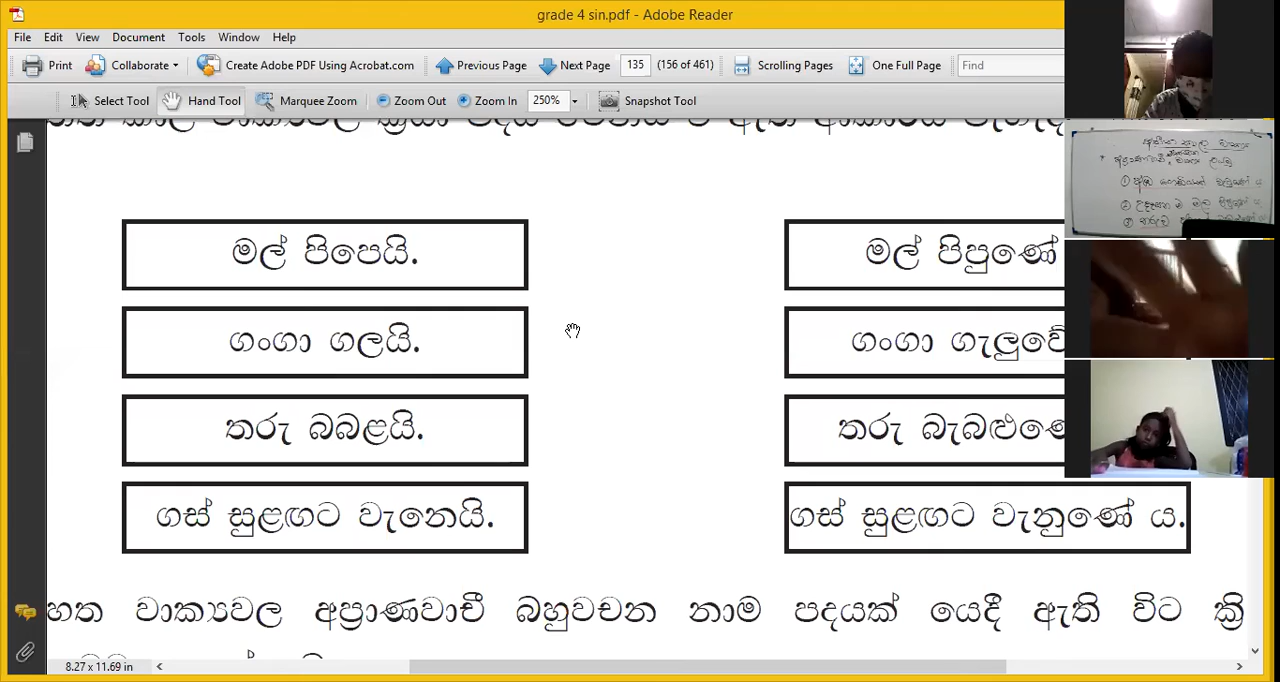 grade 4 sin.pdf - Adobe Reader
File Edit View Document Tools Window Help
Print Collaborate Create Adobe PDF Using Acrobat.com Previous Page Next Page 135 (156 of 461) Scrolling Pages One Full Page Find
Select Tool Hand Tool Marquee Zoom Zoom Out Zoom In 250% Snapshot Tool
මල් පිපෙයි. මල් පිපුණේ
ගංගා ගලයි. ගංගා ගැලුවේ
තරු බබළයි. තරු බැබළුණේ
ගස් සුළඟට වැනෙයි. ගස් සුළඟට වැනුණේ ය.
හත වාක්‍යවල අප්‍රාණවාචී බහුවචන නාම පදයක් යෙදී ඇති විට ක්‍රි
8.27 x 11.69 in